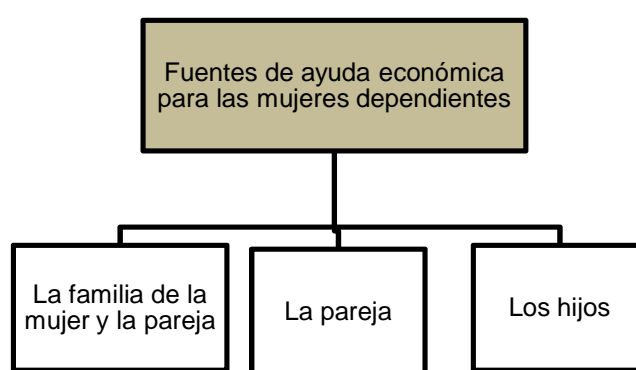 Fuentes de ayuda económica
para las mujeres dependientes
La familia de la
mujer y la pareja
La pareja
Los hijos